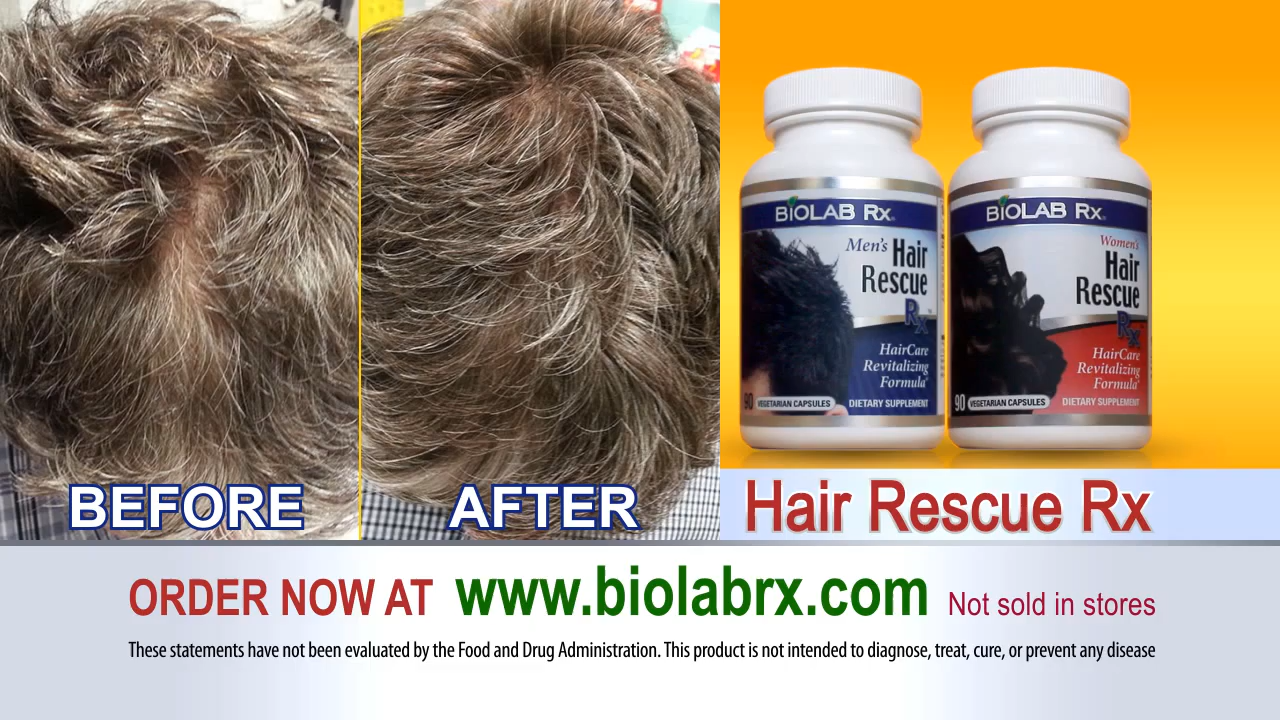 BEFORE
AFTER
BiOLAB Rx®
Men's Hair
Rescue
Rx™
HairCare
Revitalizing
Formula
90 VEGETARIAN CAPSULES
DIETARY SUPPLEMENT
BiOLAB Rx®
Women's
Hair
Rescue
Rx™
HairCare
Revitalizing
Formula
90 VEGETARIAN CAPSULES
DIETARY SUPPLEMENT
Hair Rescue Rx
ORDER NOW AT www.biolabrx.com Not sold in stores
These statements have not been evaluated by the Food and Drug Administration. This product is not intended to diagnose, treat, cure, or prevent any disease